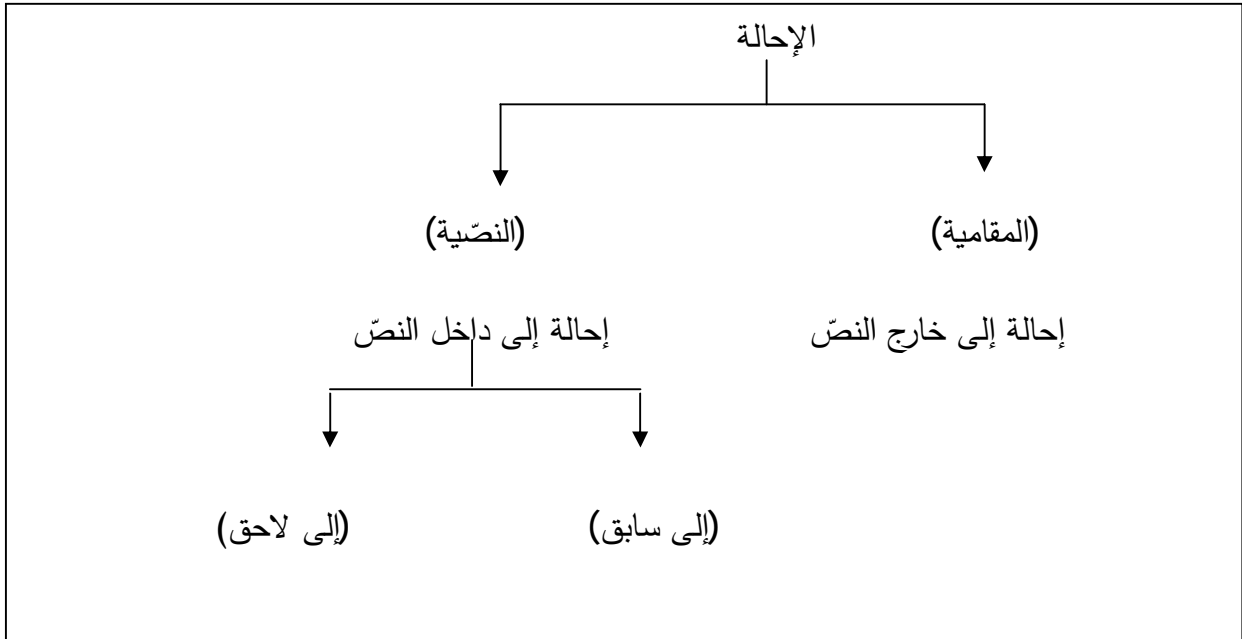 الإحالة
(المقامية) (النصّية)
إحالة إلى خارج النصّ إحالة إلى داخل النصّ
(إلى سابق) (إلى لاحق)